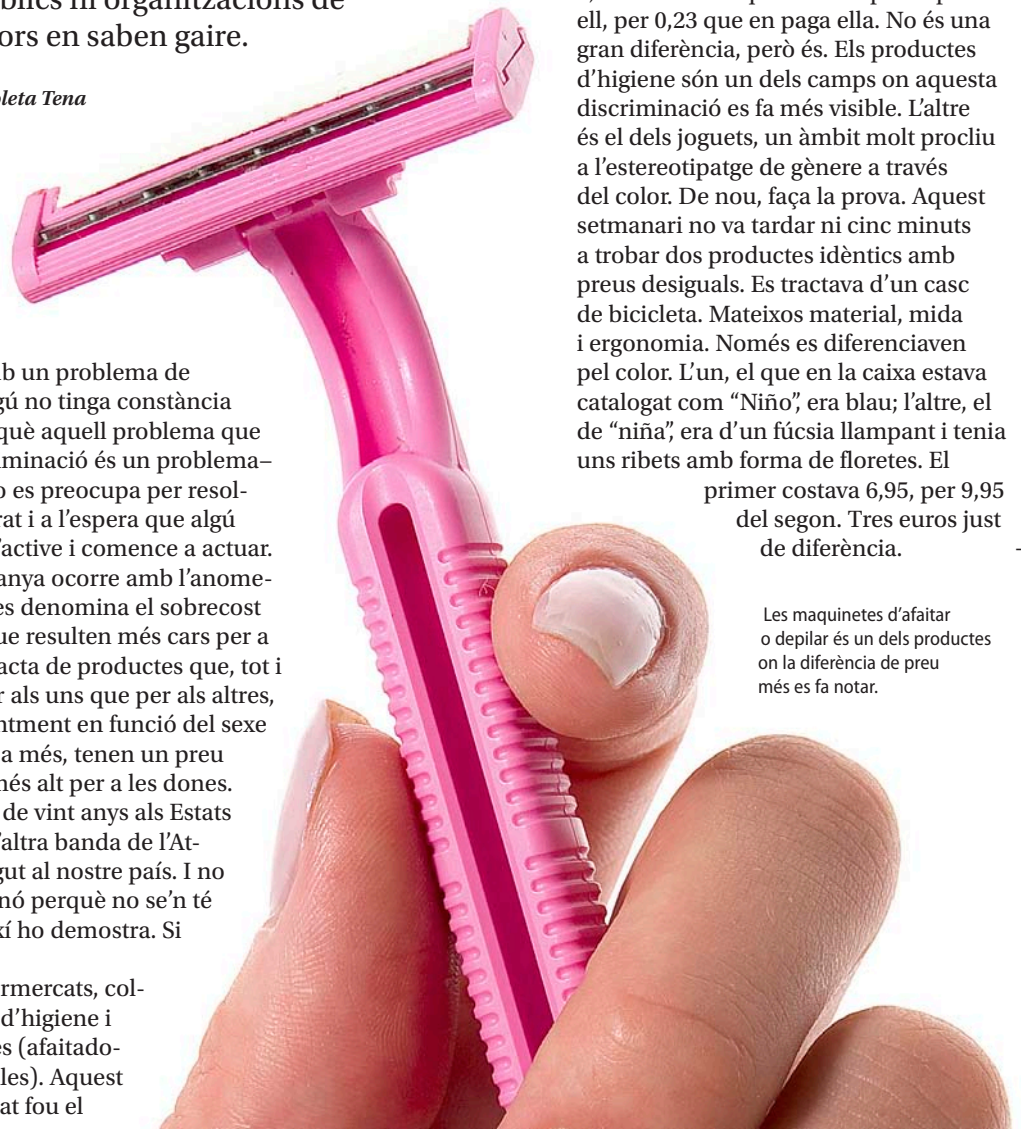 blics ni organitzacions de
ors en saben gaire.
oleta Tena
b un problema de
gú no tinga constància
què aquell problema que
iminació és un problema–
o es preocupa per resol-
rat i a l’espera que algú
’active i comence a actuar.
anya ocorre amb l’anome-
es denomina el sobrecost
ue resulten més cars per a
acta de productes que, tot i
r als uns que per als altres,
ntment en funció del sexe
a més, tenen un preu
més alt per a les dones.
de vint anys als Estats
’altra banda de l’At-
gut al nostre país. I no
nó perquè no se’n té
xí ho demostra. Si
rmercats, col-
d’higiene i
es (afaitado-
les). Aquest
at fou el
ell, per 0,23 que en paga ella. No és una
gran diferència, però és. Els productes
d’higiene són un dels camps on aquesta
discriminació es fa més visible. L’altre
és el dels joguets, un àmbit molt procliu
a l’estereotipatge de gènere a través
del color. De nou, faça la prova. Aquest
setmanari no va tardar ni cinc minuts
a trobar dos productes idèntics amb
preus desiguals. Es tractava d’un casc
de bicicleta. Mateixos material, mida
i ergonomia. Només es diferenciaven
pel color. L’un, el que en la caixa estava
catalogat com “Niño”, era blau; l’altre, el
de “niña”, era d’un fúcsia llampant i tenia
uns ribets amb forma de floretes. El
primer costava 6,95, per 9,95
del segon. Tres euros just
de diferència.
Les maquinetes d’afaitar
o depilar és un dels productes
on la diferència de preu
més es fa notar.